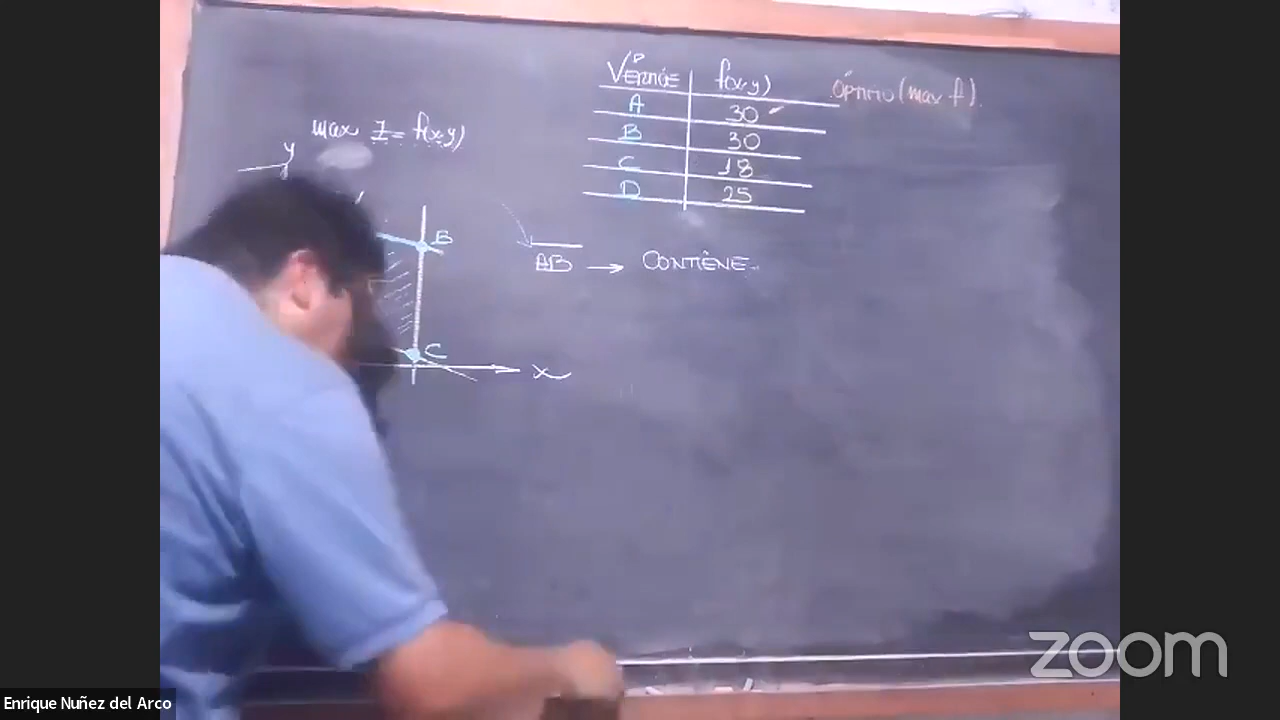 VÉRTICE f(x,y) ÓPTIMO (max f).
A 30
B 30
C 18
D 25
max Z = f(x,y)
y
B
AB → CONTIENE
C
x
zoom
Enrique Nuñez del Arco